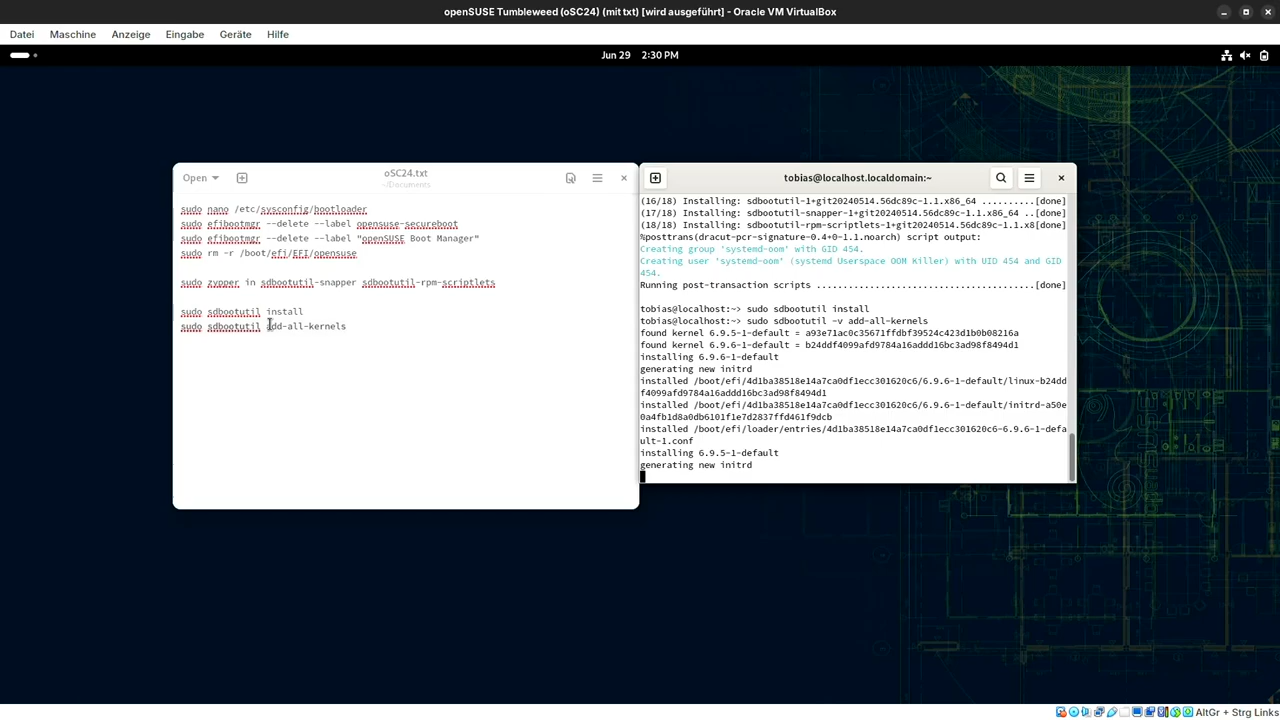 openSUSE Tumbleweed (oSC24) (mit txt) [wird ausgeführt] - Oracle VM VirtualBox
Datei Maschine Anzeige Eingabe Geräte Hilfe
Jun 29 2:30 PM
Open
oSC24.txt
~/Documents
sudo nano /etc/sysconfig/bootloader
sudo efibootmgr --delete --label opensuse-secureboot
sudo efibootmgr --delete --label "openSUSE Boot Manager"
sudo rm -r /boot/efi/EFI/opensuse
sudo zypper in sdbootutil-snapper sdbootutil-rpm-scriptlets
sudo sdbootutil install
sudo sdbootutil add-all-kernels
tobias@localhost.localdomain:~
(16/18) Installing: sdbootutil-1+git20240514.56dc89c-1.1.x86_64 ..........[done]
(17/18) Installing: sdbootutil-snapper-1+git20240514.56dc89c-1.1.x86_64 ..[done]
(18/18) Installing: sdbootutil-rpm-scriptlets-1+git20240514.56dc89c-1.1.x8[done]
%posttrans(dracut-pcr-signature-0.4+0-1.1.noarch) script output:
Creating group 'systemd-oom' with GID 454.
Creating user 'systemd-oom' (systemd Userspace OOM Killer) with UID 454 and GID
454.
Running post-transaction scripts .......................................[done]
tobias@localhost:~> sudo sdbootutil install
tobias@localhost:~> sudo sdbootutil -v add-all-kernels
found kernel 6.9.5-1-default = a93e71ac0c35671ffdbf39524c423d1b0b08216a
found kernel 6.9.6-1-default = b24ddf4099afd9784a16addd16bc3ad98f8494d1
installing 6.9.6-1-default
generating new initrd
installed /boot/efi/4d1ba38518e14a7ca0df1ecc301620c6/6.9.6-1-default/linux-b24dd
f4099afd9784a16addd16bc3ad98f8494d1
installed /boot/efi/4d1ba38518e14a7ca0df1ecc301620c6/6.9.6-1-default/initrd-a50e
0a4fb1d8a0db6101f1e7d2837ffd461f9dcb
installed /boot/efi/loader/entries/4d1ba38518e14a7ca0df1ecc301620c6-6.9.6-1-defa
ult-1.conf
installing 6.9.5-1-default
generating new initrd
AltGr + Strg Links